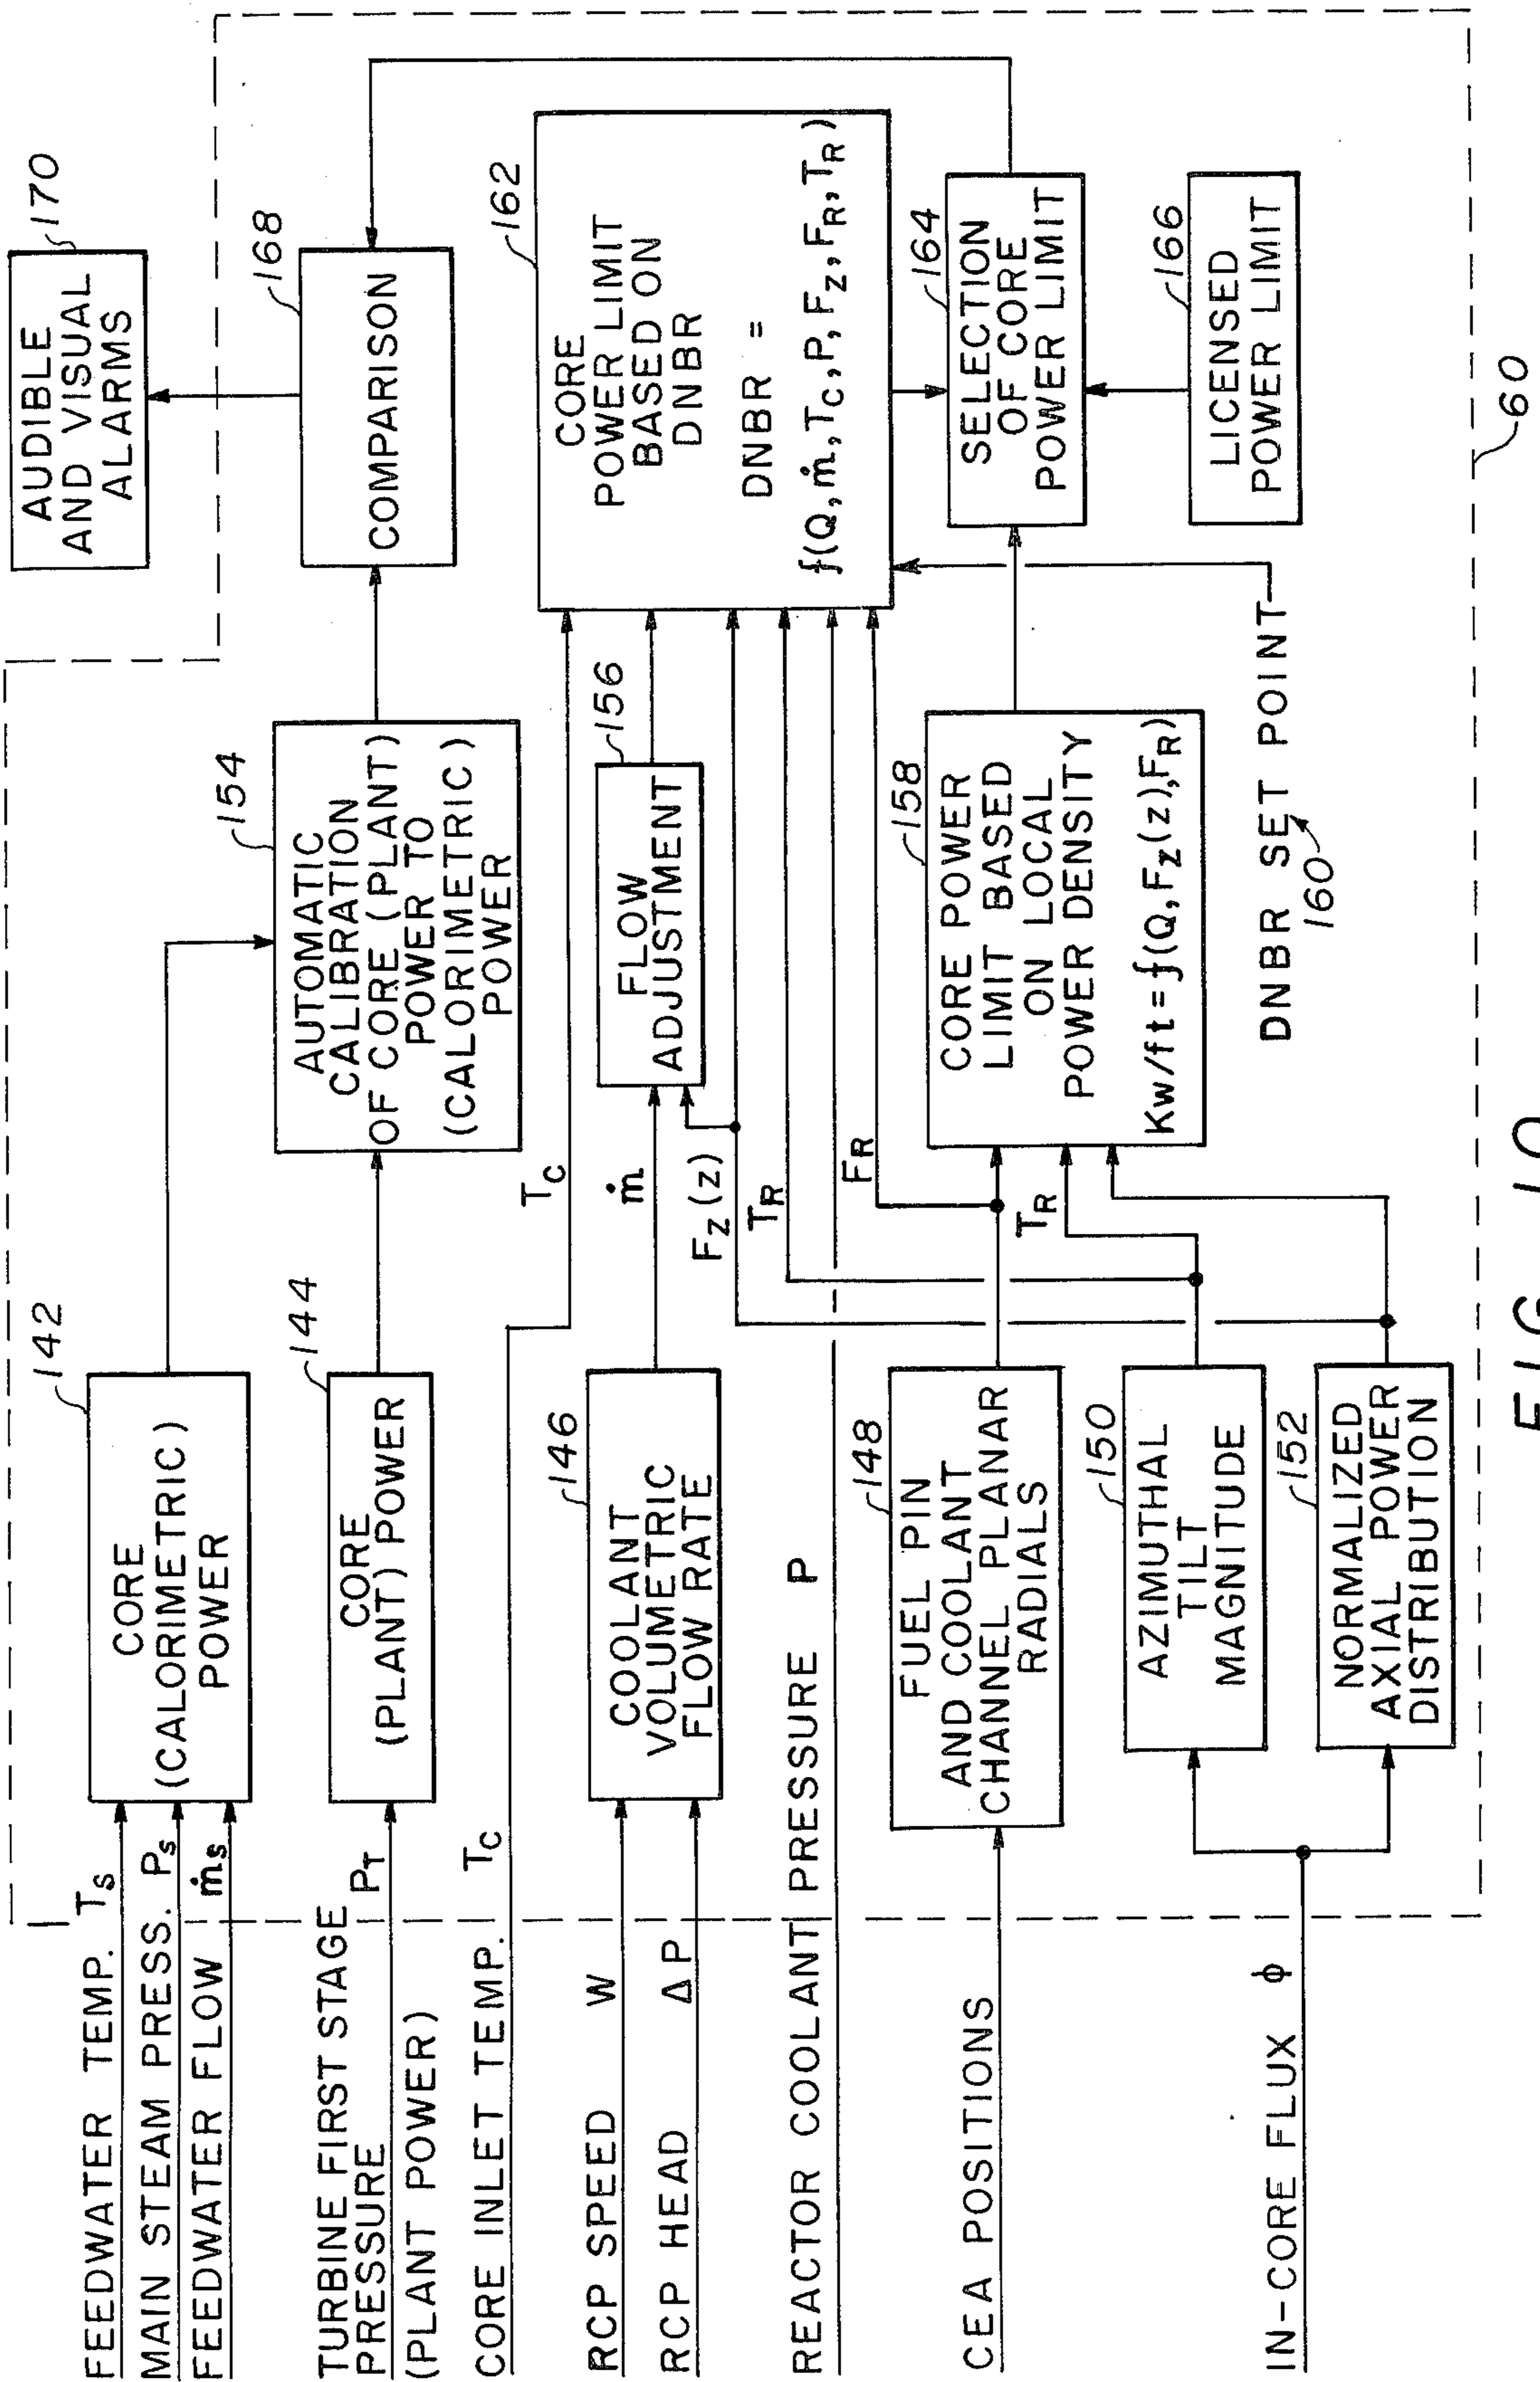 FEEDWATER TEMP. Ts
MAIN STEAM PRESS. Ps
FEEDWATER FLOW ṁs
TURBINE FIRST STAGE
PRESSURE PT
(PLANT POWER)
CORE INLET TEMP. TC
RCP SPEED W
RCP HEAD ΔP
REACTOR COOLANT PRESSURE P
CEA POSITIONS
IN-CORE FLUX ϕ
142
CORE
(CALORIMETRIC)
POWER
144
CORE
(PLANT) POWER
146
COOLANT
VOLUMETRIC
FLOW RATE
148
FUEL PIN
AND COOLANT
CHANNEL PLANAR
RADIALS
150
AZIMUTHAL
TILT
MAGNITUDE
152
NORMALIZED
AXIAL POWER
DISTRIBUTION
TC
ṁ
FZ(z)
TR
FR
TR
154
AUTOMATIC
CALIBRATION
OF CORE (PLANT)
POWER TO
(CALORIMETRIC)
POWER
156
FLOW
ADJUSTMENT
158
CORE POWER
LIMIT BASED
ON LOCAL
POWER DENSITY
Kw/ft = f(Q, FZ(z), FR)
DNBR SET POINT
160
170
AUDIBLE
AND VISUAL
ALARMS
168
COMPARISON
162
CORE
POWER LIMIT
BASED ON
DNBR
DNBR =
f(Q, ṁ, TC, P, FZ, FR, TR)
164
SELECTION
OF CORE
POWER LIMIT
166
LICENSED
POWER LIMIT
60